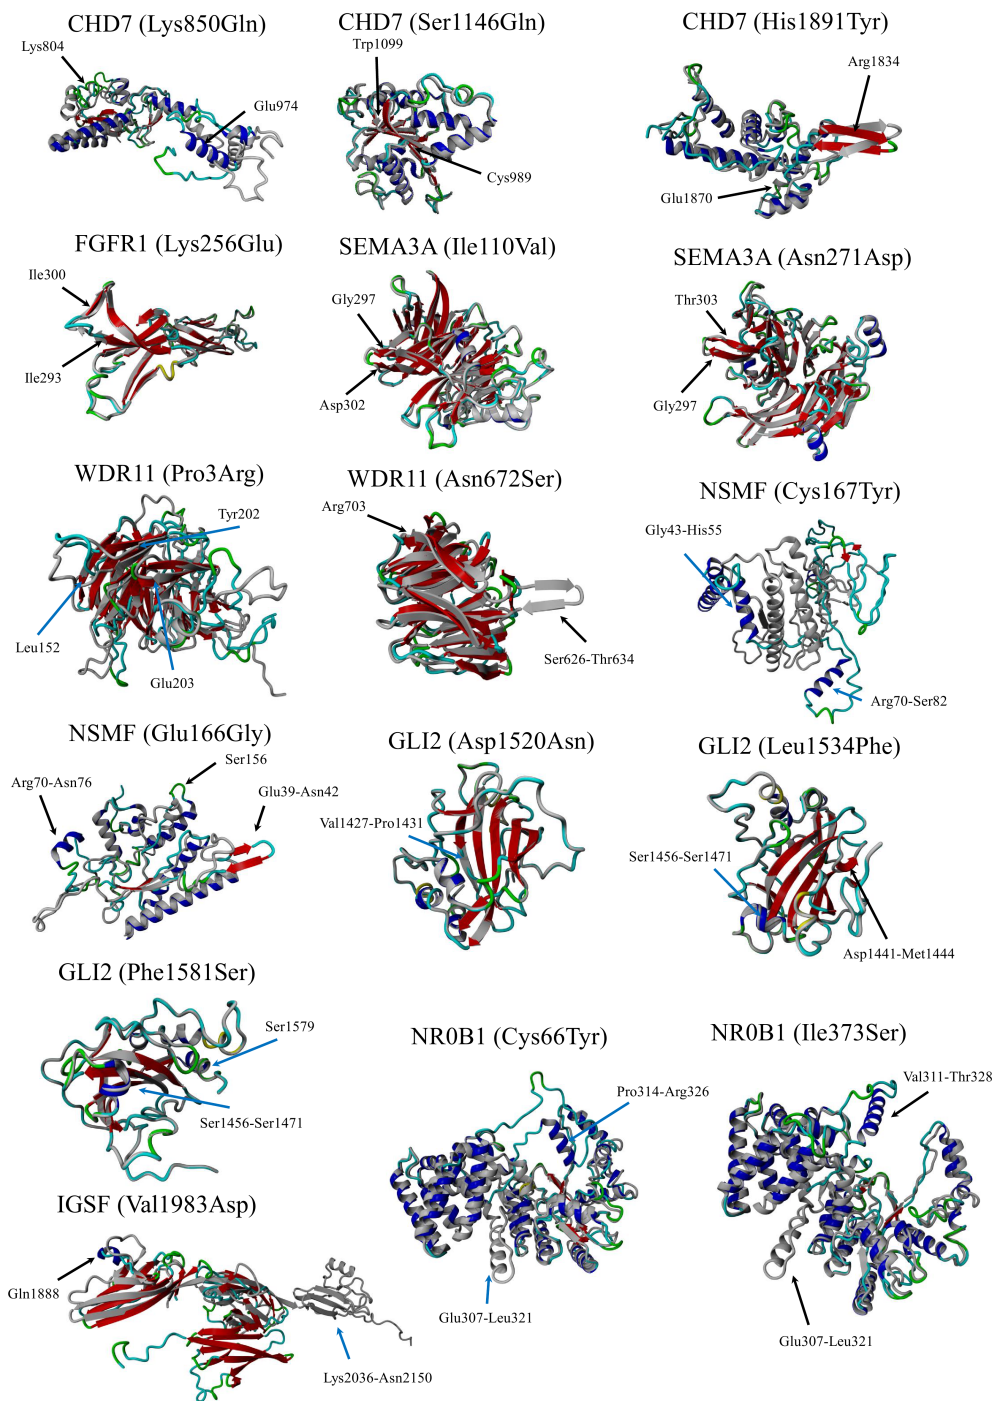 CHD7 (Lys850Gln)
Lys804
Glu974
CHD7 (Ser1146Gln)
Trp1099
Cys989
CHD7 (His1891Tyr)
Arg1834
Glu1870
FGFR1 (Lys256Glu)
Ile300
Ile293
SEMA3A (Ile110Val)
Gly297
Asp302
SEMA3A (Asn271Asp)
Thr303
Gly297
WDR11 (Pro3Arg)
Tyr202
Leu152
Glu203
WDR11 (Asn672Ser)
Arg703
Ser626-Thr634
NSMF (Cys167Tyr)
Gly43-His55
Arg70-Ser82
NSMF (Glu166Gly)
Ser156
Arg70-Asn76
Glu39-Asn42
GLI2 (Asp1520Asn)
Val1427-Pro1431
GLI2 (Leu1534Phe)
Ser1456-Ser1471
Asp1441-Met1444
GLI2 (Phe1581Ser)
Ser1579
Ser1456-Ser1471
NR0B1 (Cys66Tyr)
Pro314-Arg326
Glu307-Leu321
NR0B1 (Ile373Ser)
Val311-Thr328
Glu307-Leu321
IGSF (Val1983Asp)
Gln1888
Lys2036-Asn2150